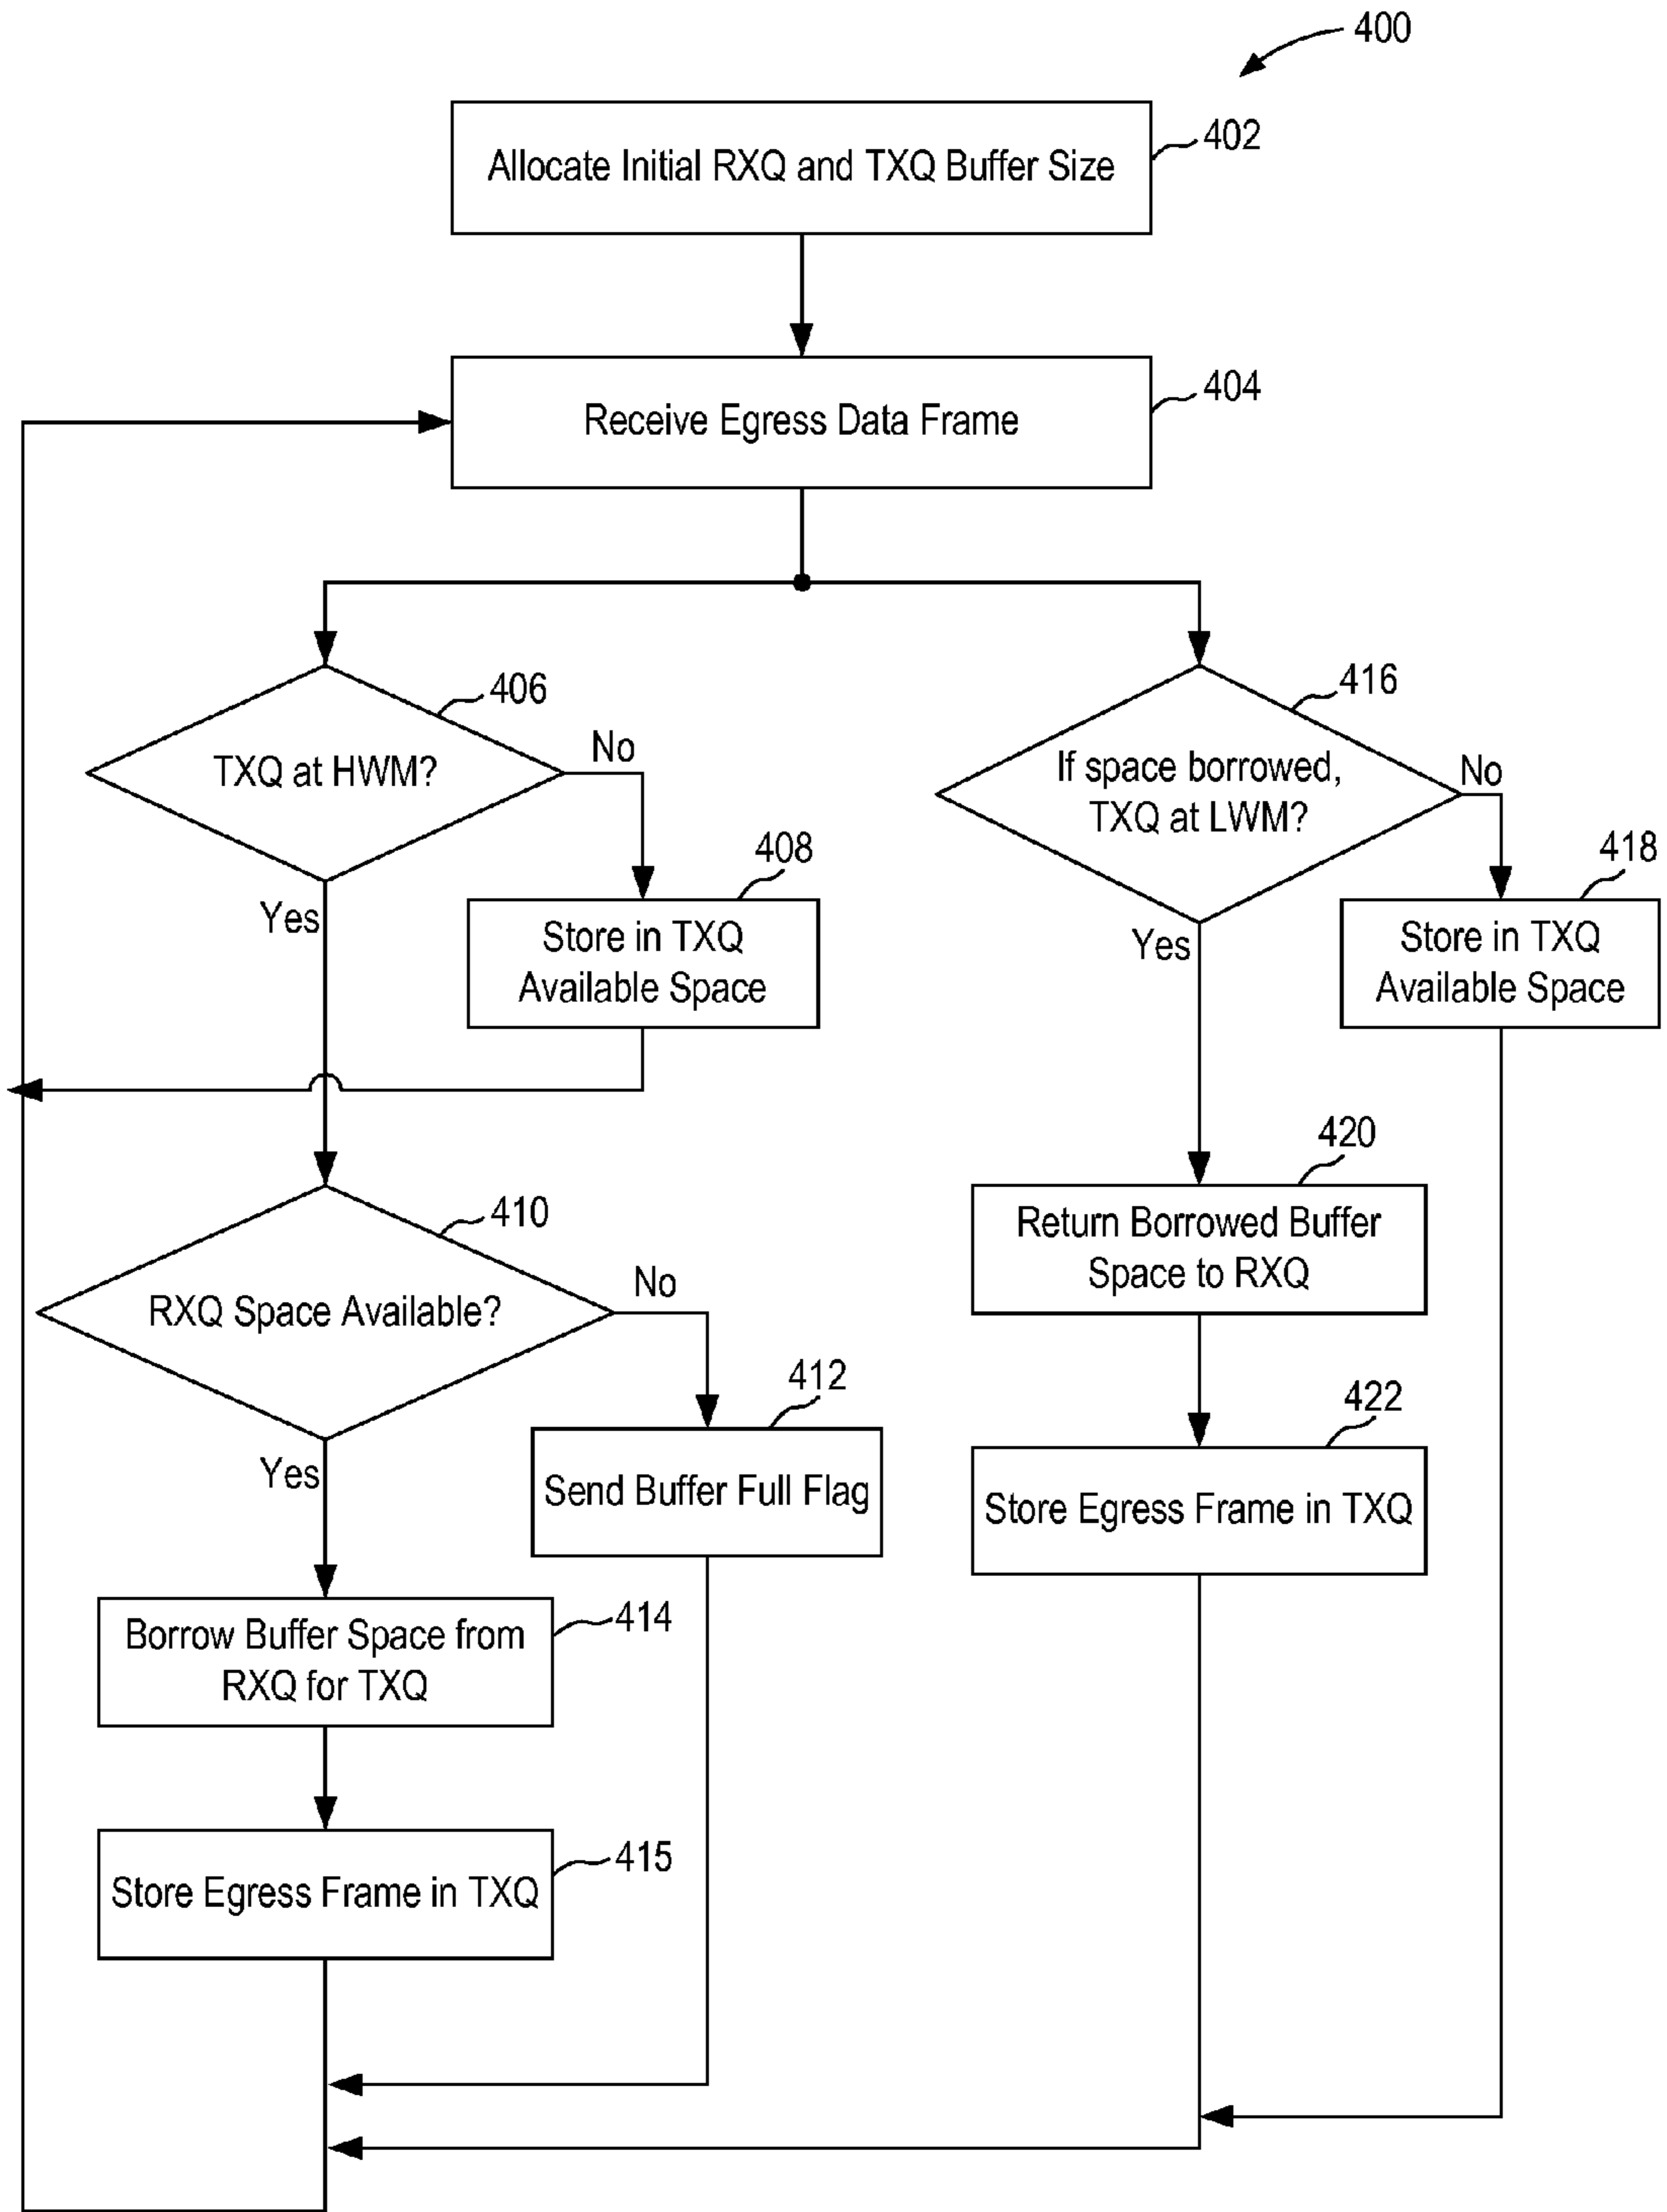 400
Allocate Initial RXQ and TXQ Buffer Size
402
Receive Egress Data Frame
404
TXQ at HWM?
406
No
Yes
Store in TXQ
Available Space
408
If space borrowed,
TXQ at LWM?
416
No
Yes
Store in TXQ
Available Space
418
RXQ Space Available?
410
No
Yes
Send Buffer Full Flag
412
Return Borrowed Buffer
Space to RXQ
420
Store Egress Frame in TXQ
422
Borrow Buffer Space from
RXQ for TXQ
414
Store Egress Frame in TXQ
415